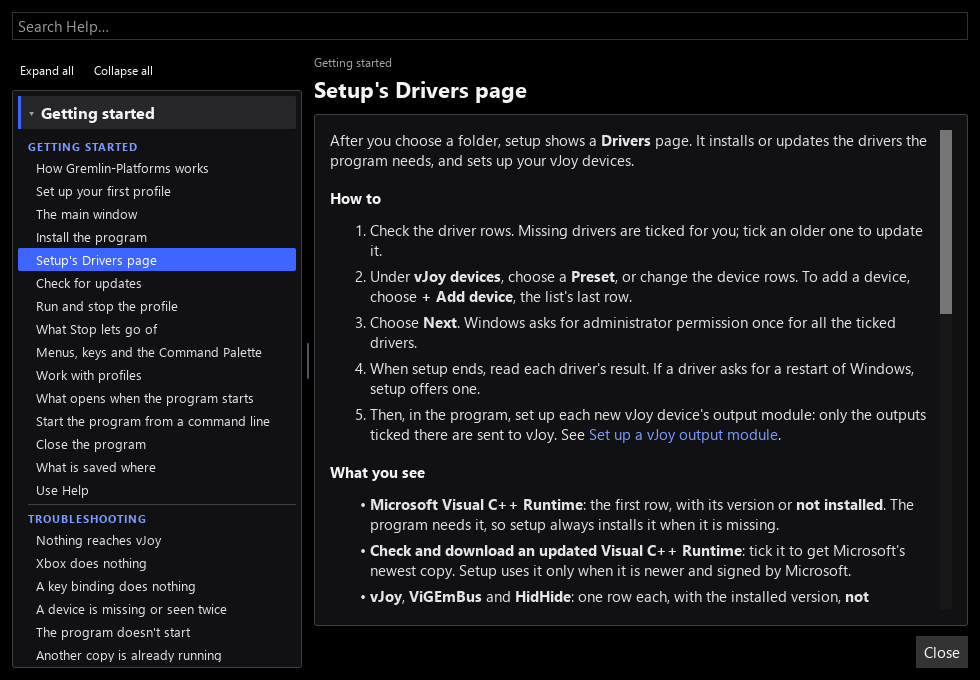 Search Help...
Expand all
Collapse all
Getting started
GETTING STARTED
How Gremlin-Platforms works
Set up your first profile
The main window
Install the program
Setup's Drivers page
Check for updates
Run and stop the profile
What Stop lets go of
Menus, keys and the Command Palette
Work with profiles
What opens when the program starts
Start the program from a command line
Close the program
What is saved where
Use Help
TROUBLESHOOTING
Nothing reaches vJoy
Xbox does nothing
A key binding does nothing
A device is missing or seen twice
The program doesn't start
Another copy is already running
Getting started
Setup's Drivers page
After you choose a folder, setup shows a Drivers page. It installs or updates the drivers the
program needs, and sets up your vJoy devices.
How to
1. Check the driver rows. Missing drivers are ticked for you; tick an older one to update
it.
2. Under vJoy devices, choose a Preset, or change the device rows. To add a device,
choose + Add device, the list's last row.
3. Choose Next. Windows asks for administrator permission once for all the ticked
drivers.
4. When setup ends, read each driver's result. If a driver asks for a restart of Windows,
setup offers one.
5. Then, in the program, set up each new vJoy device's output module: only the outputs
ticked there are sent to vJoy. See Set up a vJoy output module.
What you see
• Microsoft Visual C++ Runtime: the first row, with its version or not installed. The
program needs it, so setup always installs it when it is missing.
• Check and download an updated Visual C++ Runtime: tick it to get Microsoft's
newest copy. Setup uses it only when it is newer and signed by Microsoft.
• vJoy, ViGEmBus and HidHide: one row each, with the installed version, not
Close